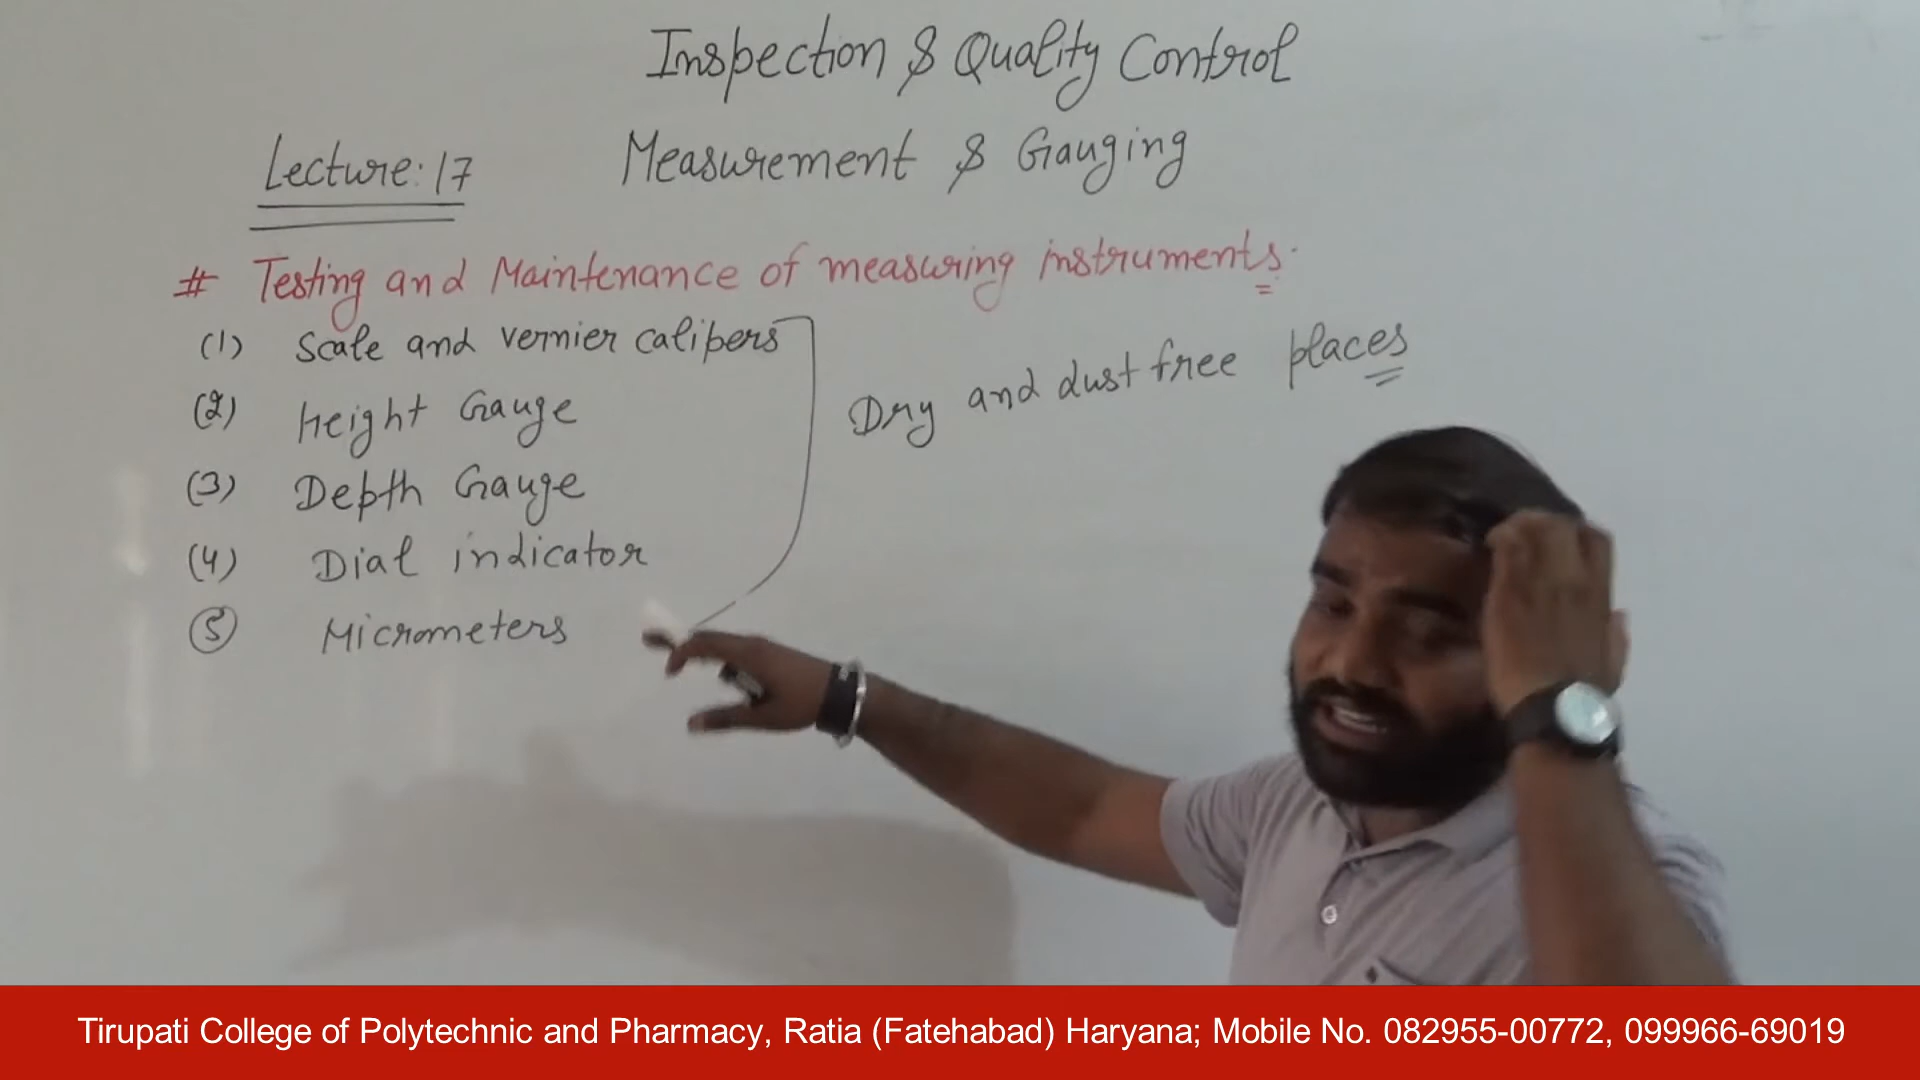 Inspection & Quality Control
Lecture: 17 Measurement & Gauging
# Testing and Maintenance of measuring instruments.
(1) Scale and vernier calipers
Dry and dust free places
(2) Height Gauge
(3) Depth Gauge
(4) Dial indicator
(5) Micrometers
Tirupati College of Polytechnic and Pharmacy, Ratia (Fatehabad) Haryana; Mobile No. 082955-00772, 099966-69019